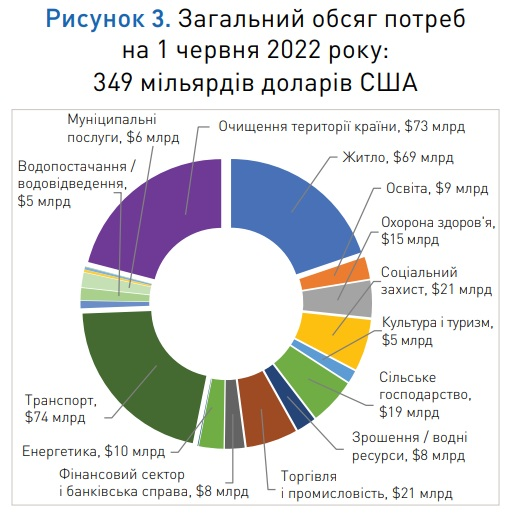 Рисунок 3. Загальний обсяг потреб
на 1 червня 2022 року:
349 мільярдів доларів США
Муніципальні
послуги, $6 млрд
Очищення території країни, $73 млрд
Житло, $69 млрд
Водопостачання /
водовідведення,
$5 млрд
Освіта, $9 млрд
Охорона здоров'я,
$15 млрд
Соціальний
захист, $21 млрд
Культура і туризм,
$5 млрд
Сільське
господарство,
$19 млрд
Транспорт,
$74 млрд
Зрошення / водні
ресурси, $8 млрд
Енергетика, $10 млрд
Фінансовий сектор
і банківська справа, $8 млрд
Торгівля
і промисловість, $21 млрд